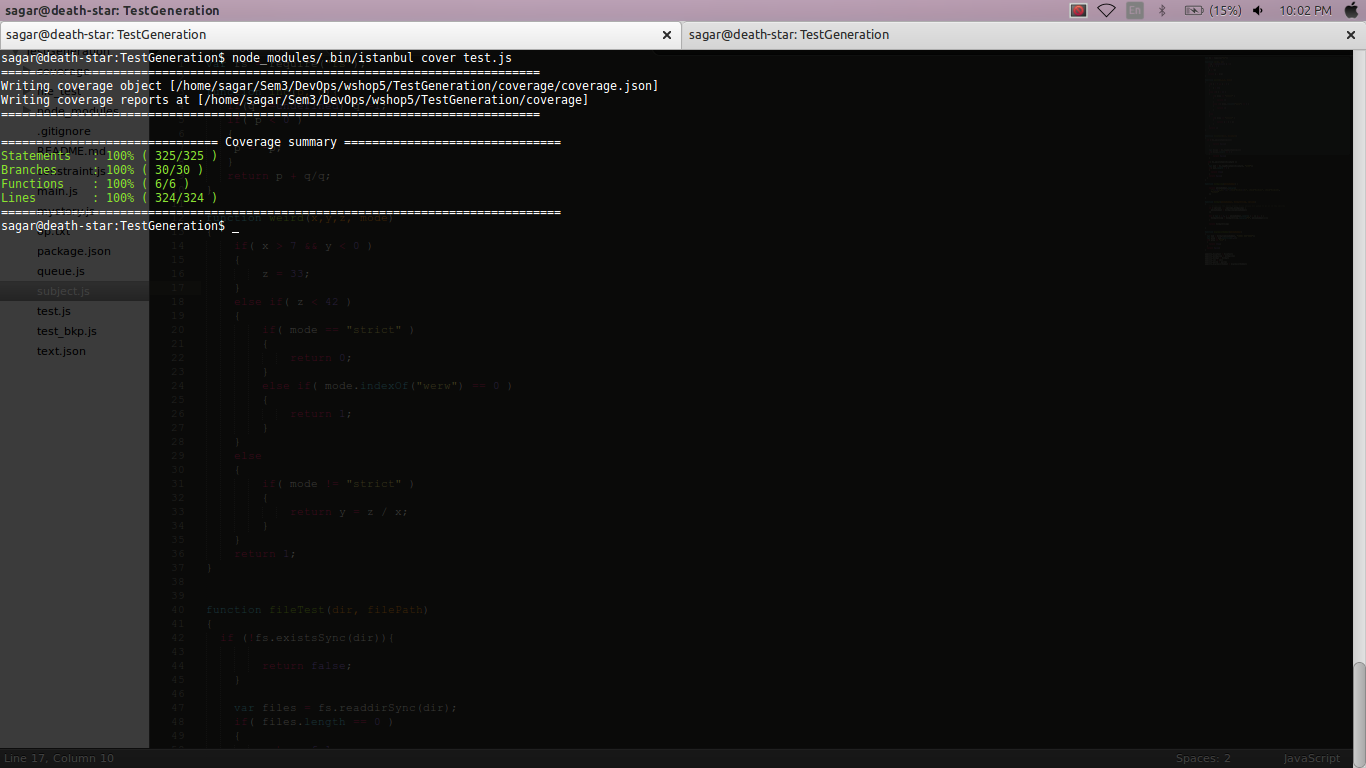 sagar@death-star: TestGeneration
En (15%) 10:02 PM
sagar@death-star: TestGeneration
sagar@death-star: TestGeneration
sagar@death-star:TestGeneration$ node_modules/.bin/istanbul cover test.js
=============================================================================
Writing coverage object [/home/sagar/Sem3/DevOps/wshop5/TestGeneration/coverage/coverage.json]
Writing coverage reports at [/home/sagar/Sem3/DevOps/wshop5/TestGeneration/coverage]
=============================================================================
=============================== Coverage summary ===============================
Statements : 100% ( 325/325 )
Branches : 100% ( 30/30 )
Functions : 100% ( 6/6 )
Lines : 100% ( 324/324 )
================================================================================
sagar@death-star:TestGeneration$ _
node_modules
.gitignore
README.md
main.js
package.json
queue.js
subject.js
test.js
test_bkp.js
text.json
return p + q/q;
14
15
16 z = 33;
17 }
18
19 {
20 if( mode == "strict" )
21 {
22 return 0;
23 }
24 else if( mode.indexOf("werw") == 0 )
25 {
26 return 1;
27 }
28 }
29 else
30 {
31 if( mode != "strict" )
32 {
33 return y = z / x;
34 }
35 }
36 return 1;
37 }
38
39
40 function fileTest(dir, filePath)
41 {
42 if (!fs.existsSync(dir)){
43
44 return false;
45 }
46
47 var files = fs.readdirSync(dir);
48 if( files.length == 0 )
49 {
Line 17, Column 10
Spaces: 2
JavaScript